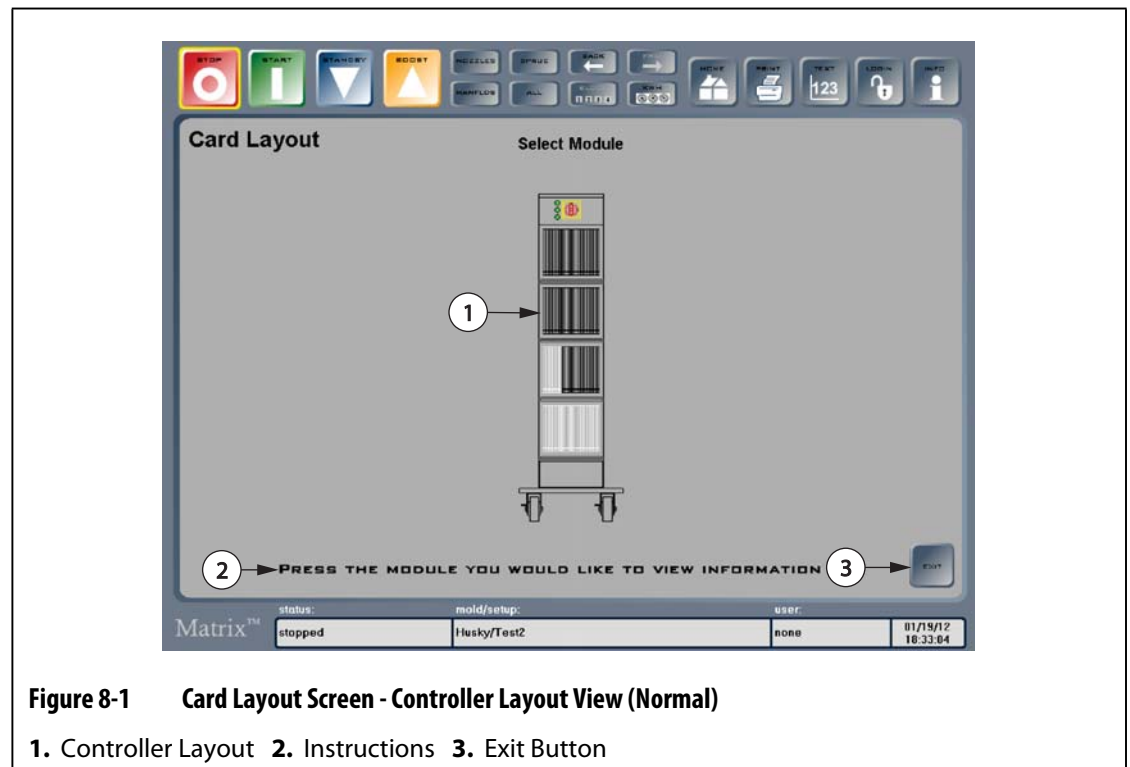 STOP START STANDBY BOOST NOZZLES SPRUE BACK HOME PRINT TEXT LOGIN INFO
MANFLDS ALL KWH 123
Card Layout
Select Module
1
2
PRESS THE MODULE YOU WOULD LIKE TO VIEW INFORMATION
3
EXIT
Matrix™
status: mold/setup: user:
stopped Husky/Test2 none 01/19/12
18:33:04
Figure 8-1 Card Layout Screen - Controller Layout View (Normal)
1. Controller Layout 2. Instructions 3. Exit Button